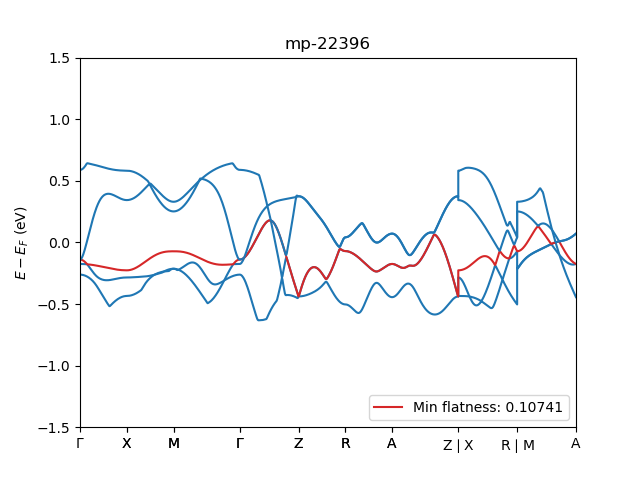 mp-22396
1.5
1.0
0.5
0.0
−0.5
−1.0
−1.5
E − E_F (eV)
Min flatness: 0.10741
Γ X M Γ Z R A Z | X R | M A